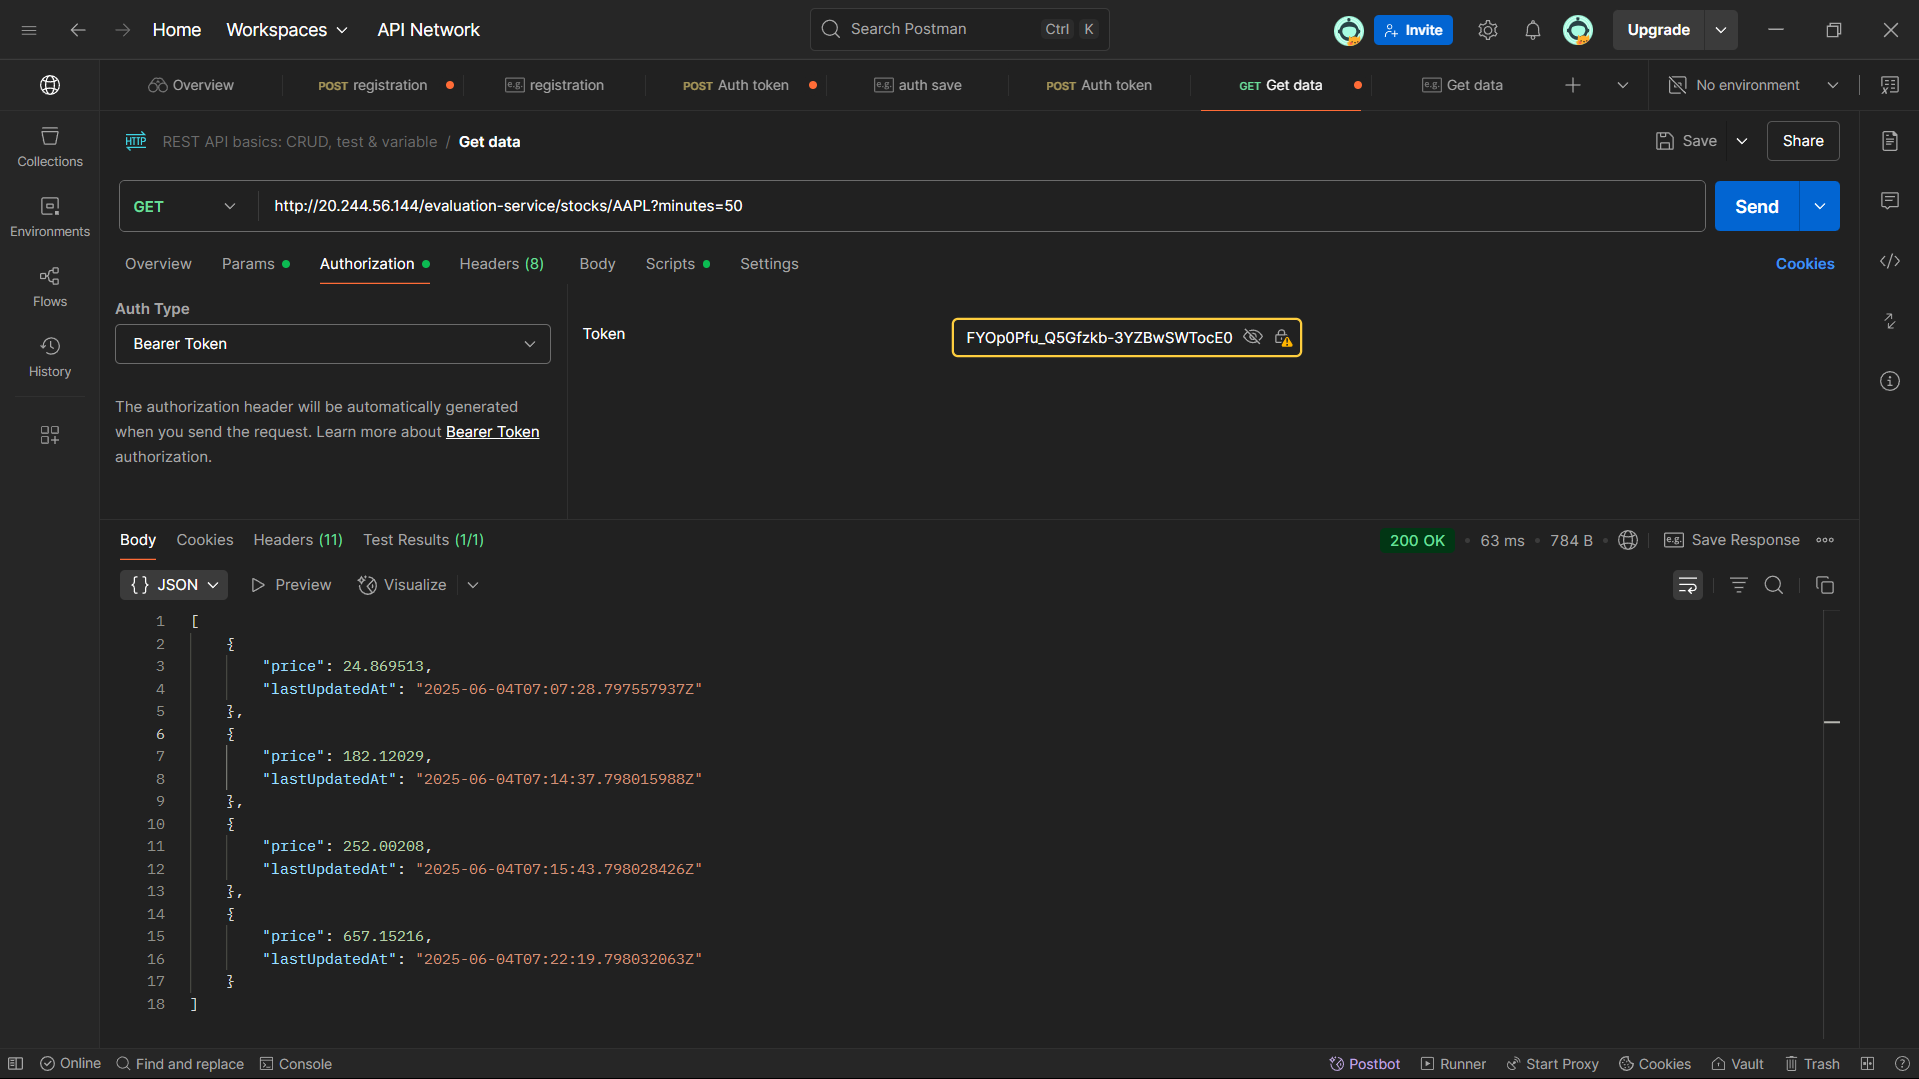 Home Workspaces API Network Search Postman Ctrl K Invite Upgrade
Overview POST registration e.g. registration POST Auth token e.g. auth save POST Auth token GET Get data e.g. Get data No environment
HTTP REST API basics: CRUD, test & variable / Get data Save Share
Collections
Environments
Flows
History
GET http://20.244.56.144/evaluation-service/stocks/AAPL?minutes=50 Send
Overview Params Authorization Headers (8) Body Scripts Settings Cookies
Auth Type
Bearer Token
The authorization header will be automatically generated
when you send the request. Learn more about Bearer Token
authorization.
Token FYOp0Pfu_Q5Gfzkb-3YZBwSWTocE0
Body Cookies Headers (11) Test Results (1/1) 200 OK 63 ms 784 B e.g. Save Response
{} JSON Preview Visualize
1 [
2 {
3 "price": 24.869513,
4 "lastUpdatedAt": "2025-06-04T07:07:28.797557937Z"
5 },
6 {
7 "price": 182.12029,
8 "lastUpdatedAt": "2025-06-04T07:14:37.798015988Z"
9 },
10 {
11 "price": 252.00208,
12 "lastUpdatedAt": "2025-06-04T07:15:43.798028426Z"
13 },
14 {
15 "price": 657.15216,
16 "lastUpdatedAt": "2025-06-04T07:22:19.798032063Z"
17 }
18 ]
Online Find and replace Console Postbot Runner Start Proxy Cookies Vault Trash